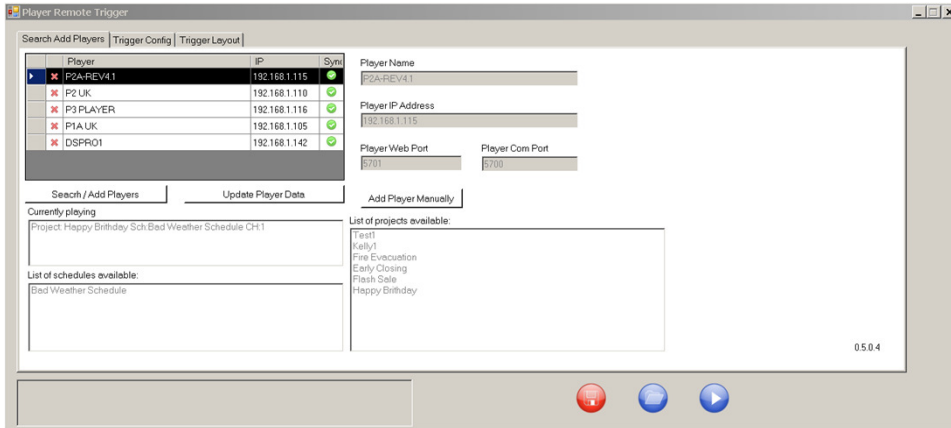 Player Remote Trigger
Search Add Players Trigger Config Trigger Layout
Player IP Sync
P2A-REV4.1 192.168.1.115
P2 UK 192.168.1.110
P3 PLAYER 192.168.1.116
P1A UK 192.168.1.105
DSPRO1 192.168.1.142
Player Name
P2A-REV4.1
Player IP Address
192.168.1.115
Player Web Port Player Com Port
5701 5700
Seacrh / Add Players Update Player Data Add Player Manually
Currently playing
Project: Happy Brithday Sch:Bad Weather Schedule CH:1
List of schedules available:
Bad Weather Schedule
List of projects available:
Test1
Kelly1
Fire Evacuation
Early Closing
Flash Sale
Happy Brithday
0.5.0.4